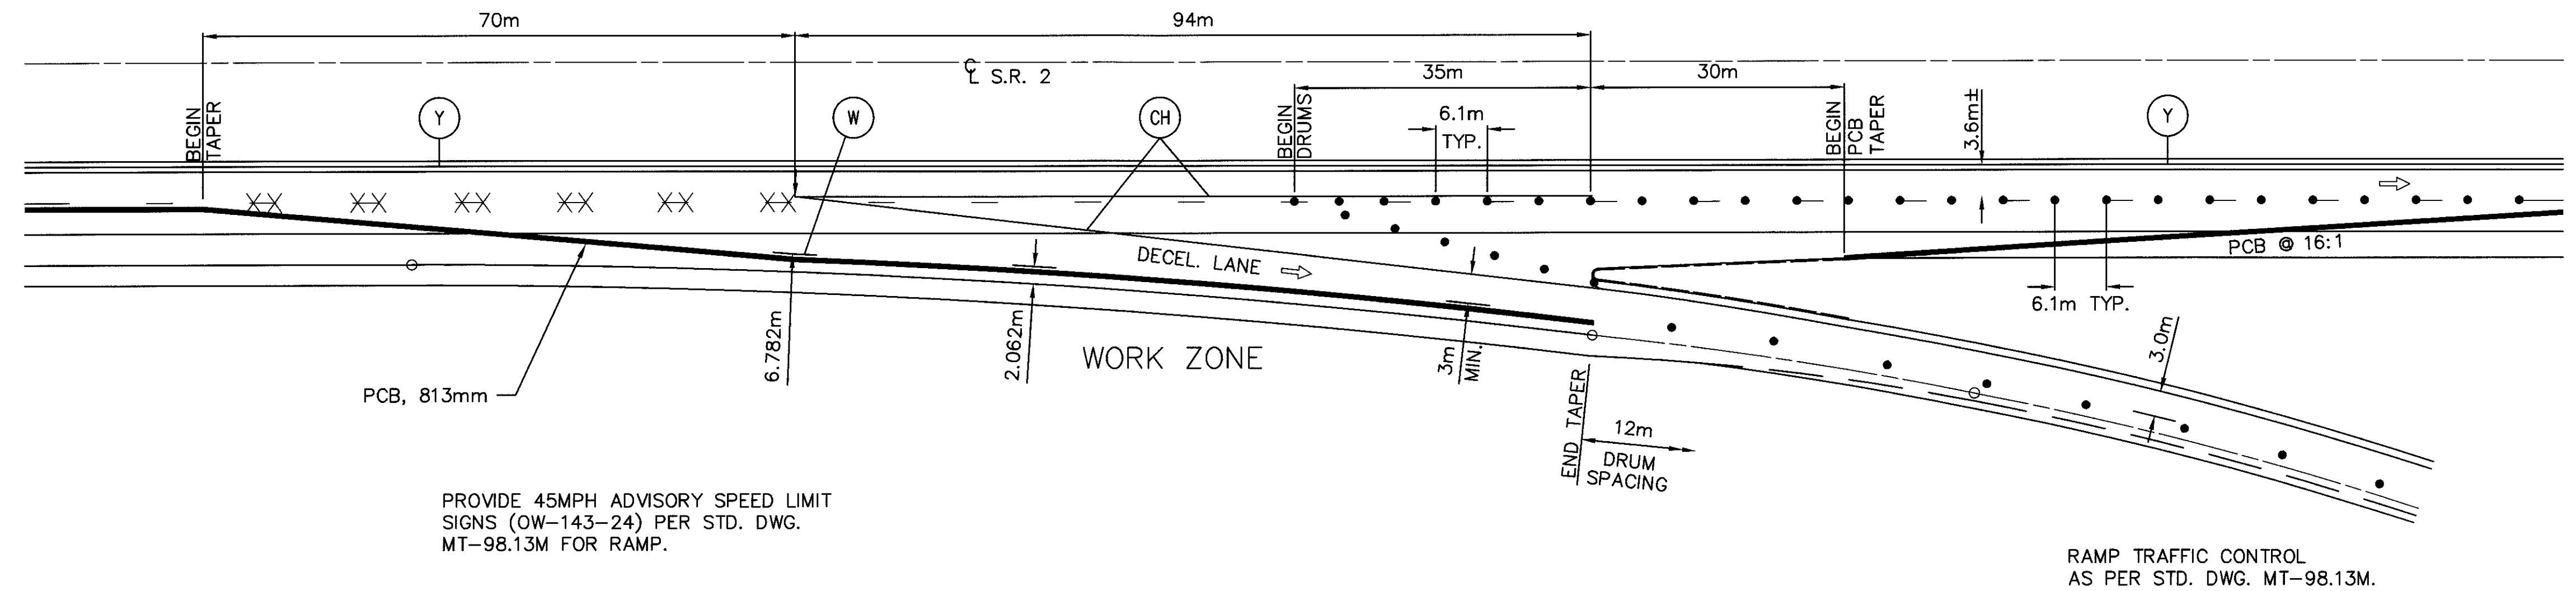 70m
94m
℄ S.R. 2
35m
30m
BEGIN
TAPER
Y
W
CH
BEGIN
DRUMS
6.1m
TYP.
BEGIN
PCB
TAPER
3.6m±
Y
DECEL. LANE
PCB @ 16:1
6.1m TYP.
6.782m
2.062m
WORK ZONE
3m
MIN.
3.0m
PCB, 813mm
END TAPER
12m
DRUM
SPACING
PROVIDE 45MPH ADVISORY SPEED LIMIT
SIGNS (OW-143-24) PER STD. DWG.
MT-98.13M FOR RAMP.
RAMP TRAFFIC CONTROL
AS PER STD. DWG. MT-98.13M.